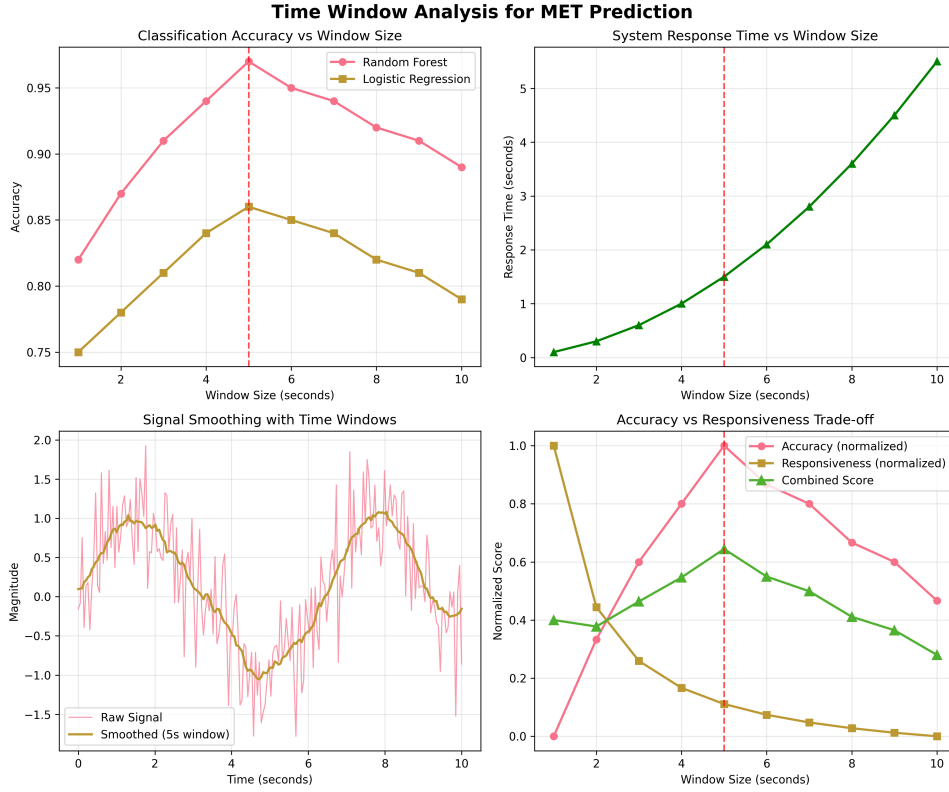 Time Window Analysis for MET Prediction
Classification Accuracy vs Window Size
Random Forest
Logistic Regression
Accuracy
0.95
0.90
0.85
0.80
0.75
2 4 6 8 10
Window Size (seconds)
System Response Time vs Window Size
Response Time (seconds)
5
4
3
2
1
0
2 4 6 8 10
Window Size (seconds)
Signal Smoothing with Time Windows
Magnitude
2.0
1.5
1.0
0.5
0.0
−0.5
−1.0
−1.5
Raw Signal
Smoothed (5s window)
0 2 4 6 8 10
Time (seconds)
Accuracy vs Responsiveness Trade-off
Accuracy (normalized)
Responsiveness (normalized)
Combined Score
Normalized Score
1.0
0.8
0.6
0.4
0.2
0.0
2 4 6 8 10
Window Size (seconds)